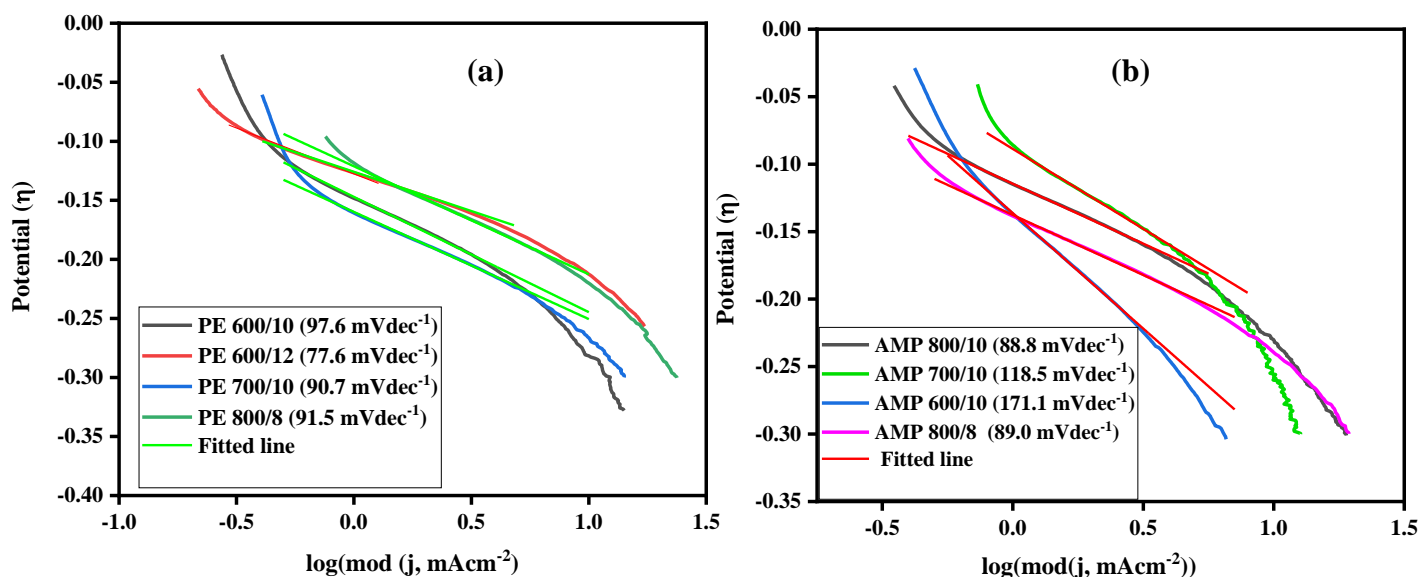 (a)
Potential (η)
0.00
-0.05
-0.10
-0.15
-0.20
-0.25
-0.30
-0.35
-0.40
PE 600/10 (97.6 mVdec⁻¹)
PE 600/12 (77.6 mVdec⁻¹)
PE 700/10 (90.7 mVdec⁻¹)
PE 800/8 (91.5 mVdec⁻¹)
Fitted line
-1.0 -0.5 0.0 0.5 1.0 1.5
log(mod (j, mAcm⁻²)
(b)
Potential (η)
0.00
-0.05
-0.10
-0.15
-0.20
-0.25
-0.30
-0.35
AMP 800/10 (88.8 mVdec⁻¹)
AMP 700/10 (118.5 mVdec⁻¹)
AMP 600/10 (171.1 mVdec⁻¹)
AMP 800/8 (89.0 mVdec⁻¹)
Fitted line
-0.5 0.0 0.5 1.0 1.5
log(mod(j, mAcm⁻²))